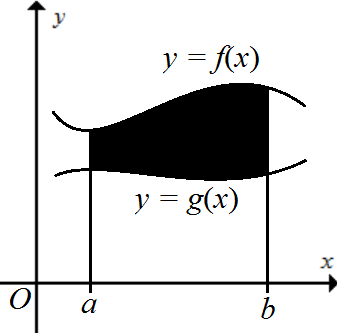 y
y = f(x)
y = g(x)
x
O
a
b